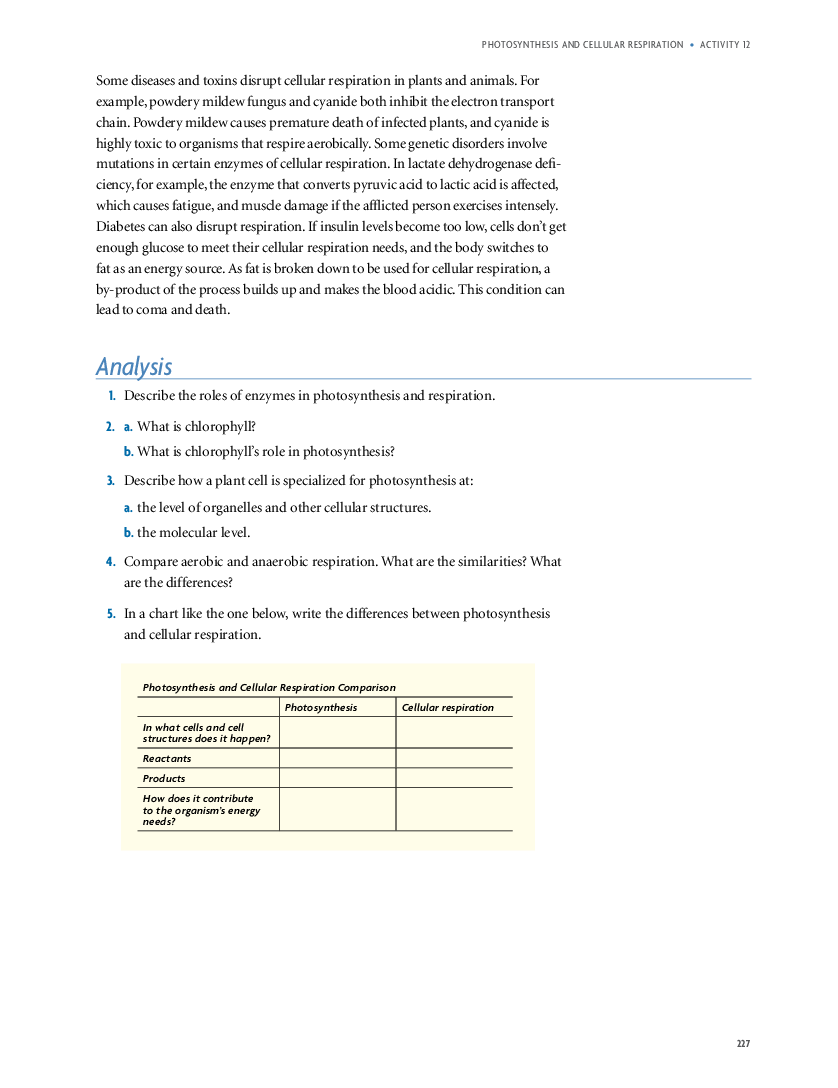 PHOTOSYNTHESIS AND CELLULAR RESPIRATION • ACTIVITY 12
Some diseases and toxins disrupt cellular respiration in plants and animals. For
example, powdery mildew fungus and cyanide both inhibit the electron transport
chain. Powdery mildew causes premature death of infected plants, and cyanide is
highly toxic to organisms that respire aerobically. Some genetic disorders involve
mutations in certain enzymes of cellular respiration. In lactate dehydrogenase defi-
ciency, for example, the enzyme that converts pyruvic acid to lactic acid is affected,
which causes fatigue, and muscle damage if the afflicted person exercises intensely.
Diabetes can also disrupt respiration. If insulin levels become too low, cells don't get
enough glucose to meet their cellular respiration needs, and the body switches to
fat as an energy source. As fat is broken down to be used for cellular respiration, a
by-product of the process builds up and makes the blood acidic. This condition can
lead to coma and death.
Analysis
1. Describe the roles of enzymes in photosynthesis and respiration.
2. a. What is chlorophyll?
b. What is chlorophyll's role in photosynthesis?
3. Describe how a plant cell is specialized for photosynthesis at:
a. the level of organelles and other cellular structures.
b. the molecular level.
4. Compare aerobic and anaerobic respiration. What are the similarities? What
are the differences?
5. In a chart like the one below, write the differences between photosynthesis
and cellular respiration.
Photosynthesis and Cellular Respiration Comparison
Photosynthesis Cellular respiration
In what cells and cell
structures does it happen?
Reactants
Products
How does it contribute
to the organism's energy
needs?
227